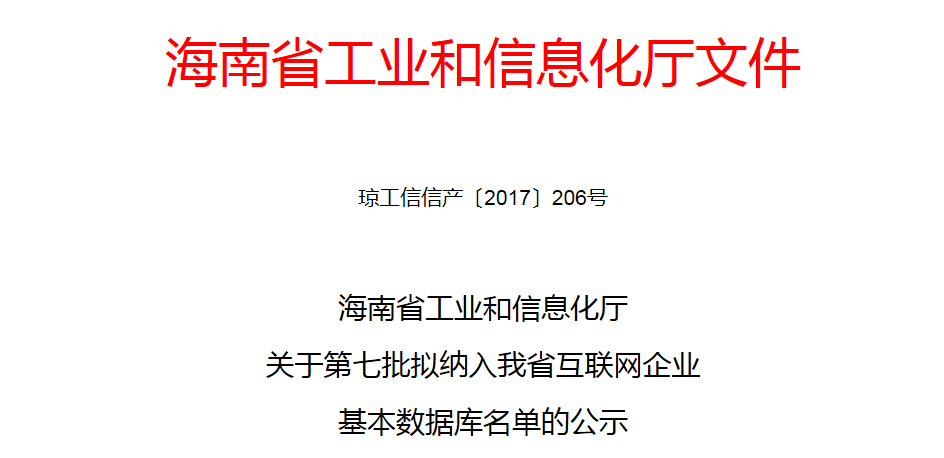 海南省工业和信息化厅文件
琼工信信产〔2017〕206号
海南省工业和信息化厅
关于第七批拟纳入我省互联网企业
基本数据库名单的公示